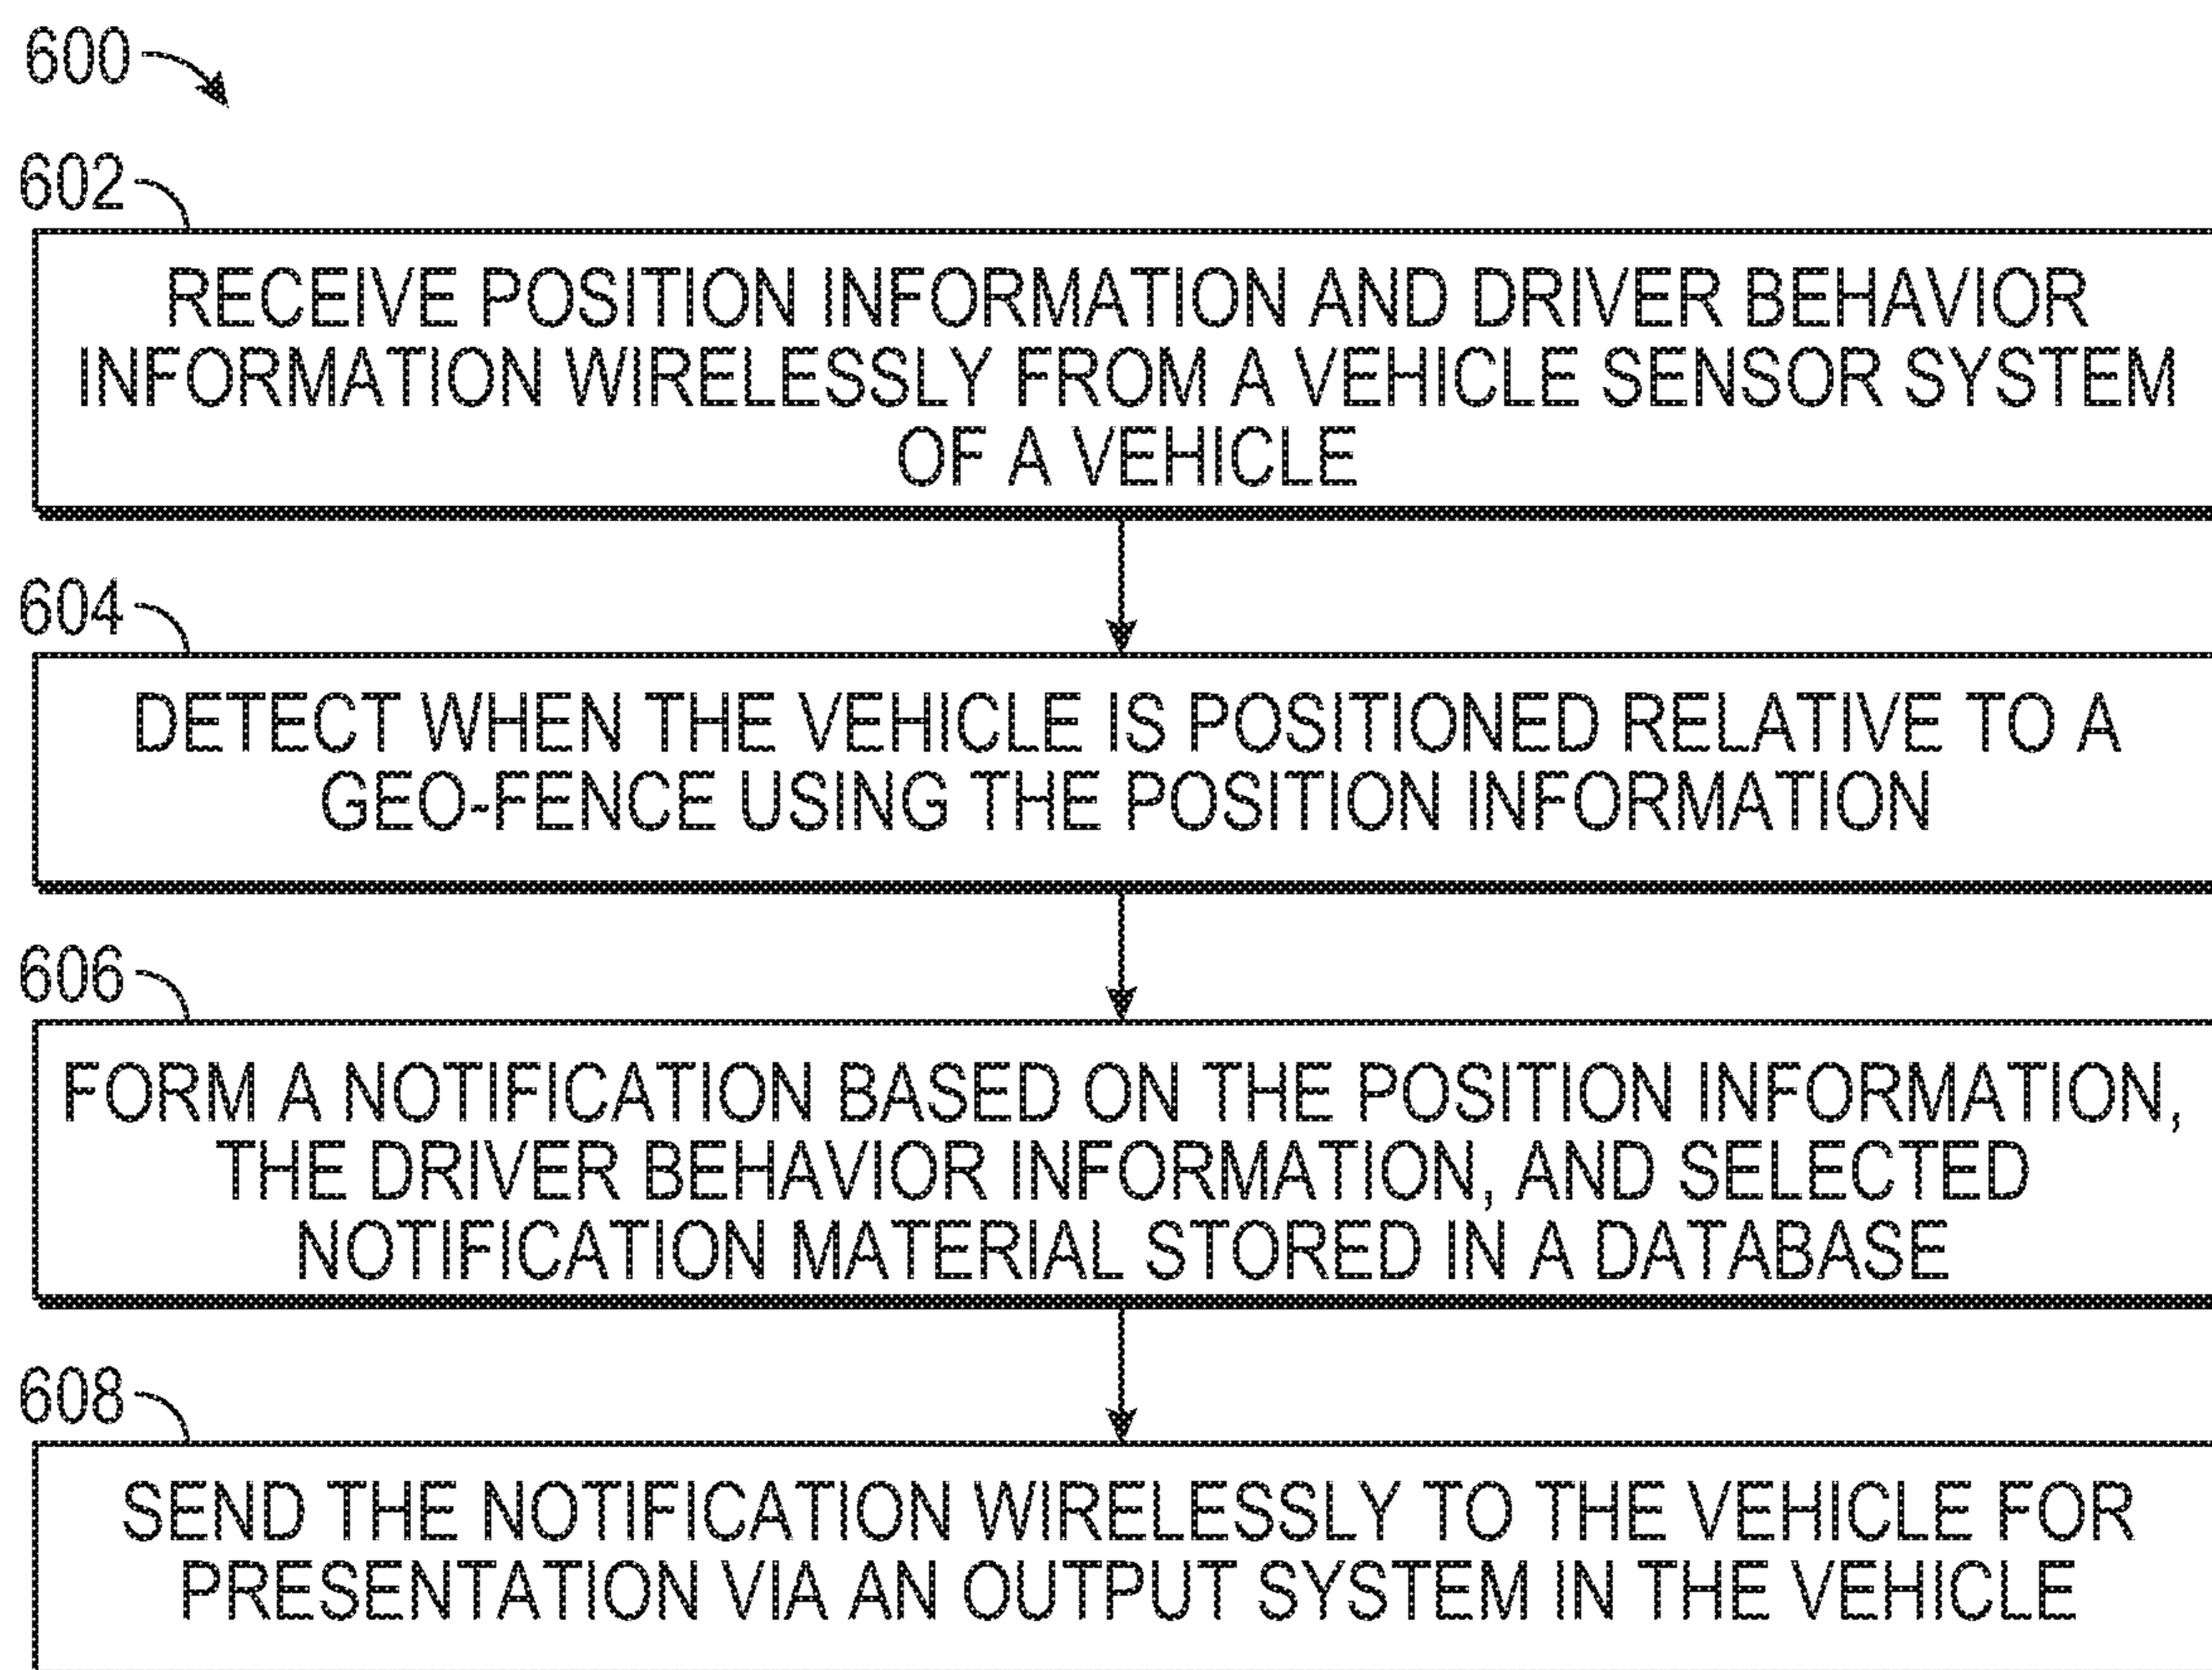 600
602
RECEIVE POSITION INFORMATION AND DRIVER BEHAVIOR
INFORMATION WIRELESSLY FROM A VEHICLE SENSOR SYSTEM
OF A VEHICLE
604
DETECT WHEN THE VEHICLE IS POSITIONED RELATIVE TO A
GEO-FENCE USING THE POSITION INFORMATION
606
FORM A NOTIFICATION BASED ON THE POSITION INFORMATION,
THE DRIVER BEHAVIOR INFORMATION, AND SELECTED
NOTIFICATION MATERIAL STORED IN A DATABASE
608
SEND THE NOTIFICATION WIRELESSLY TO THE VEHICLE FOR
PRESENTATION VIA AN OUTPUT SYSTEM IN THE VEHICLE